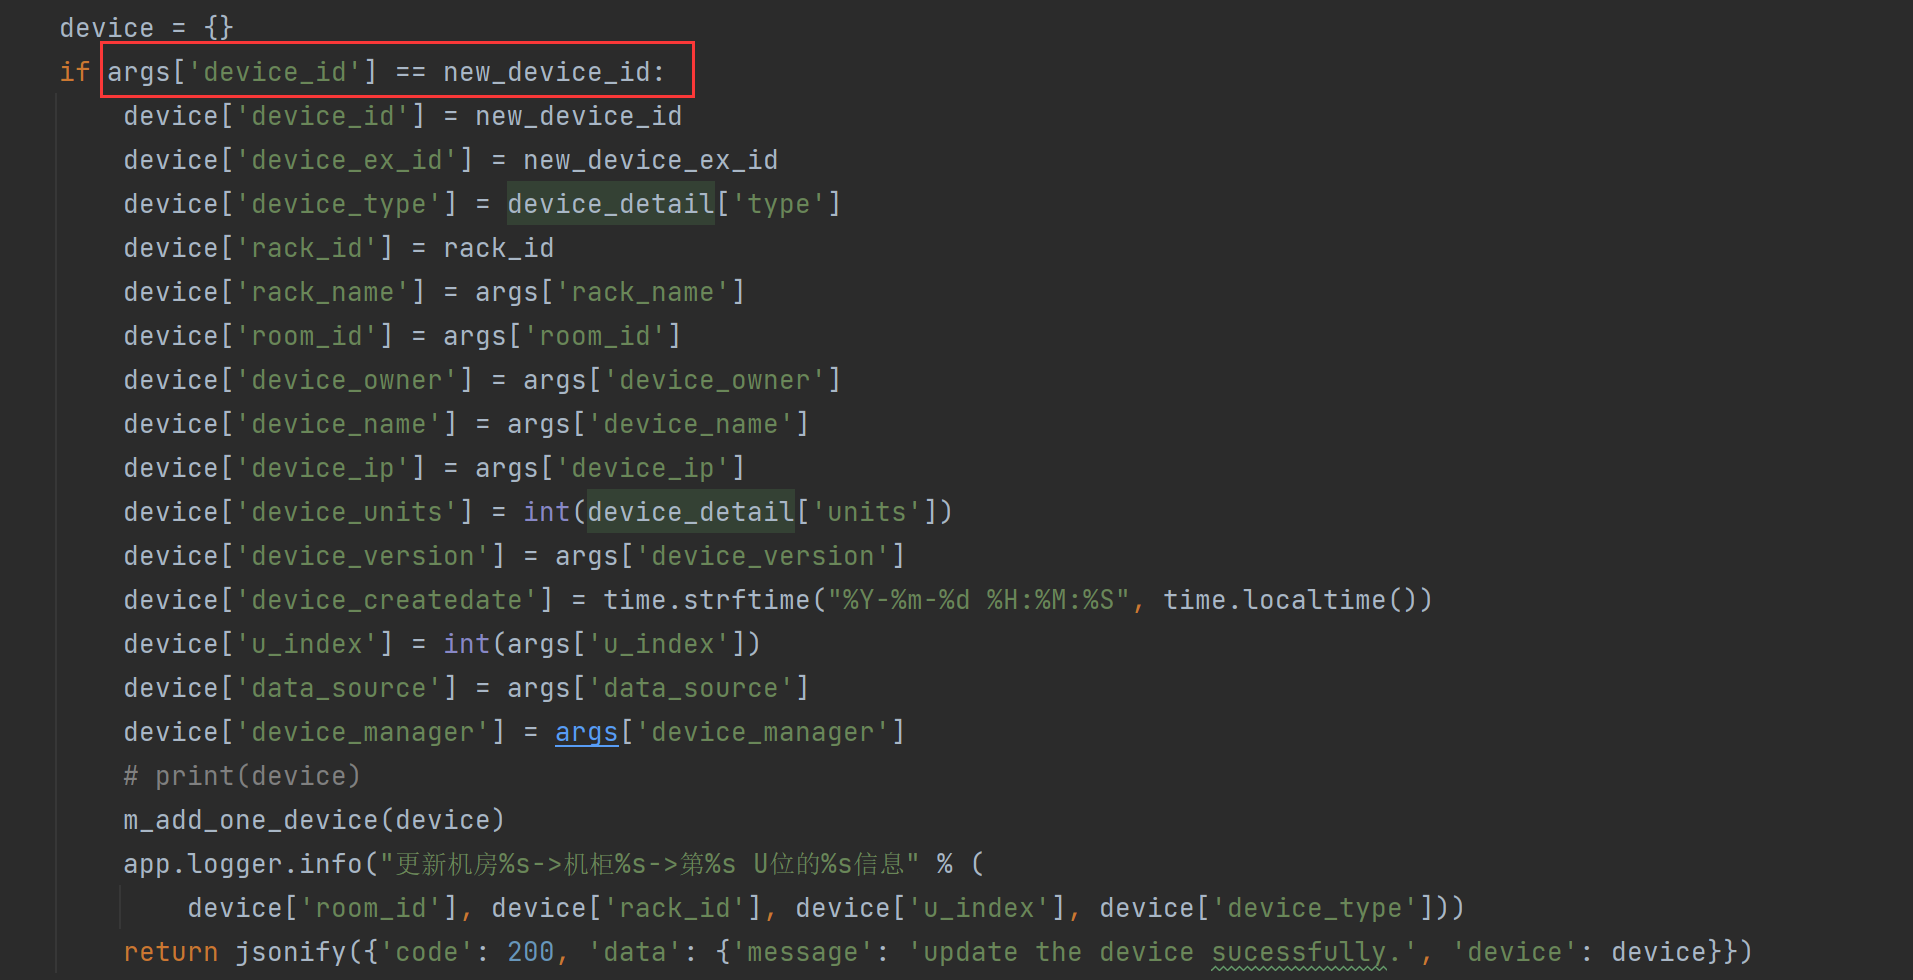 device = {}
if args['device_id'] == new_device_id:
device['device_id'] = new_device_id
device['device_ex_id'] = new_device_ex_id
device['device_type'] = device_detail['type']
device['rack_id'] = rack_id
device['rack_name'] = args['rack_name']
device['room_id'] = args['room_id']
device['device_owner'] = args['device_owner']
device['device_name'] = args['device_name']
device['device_ip'] = args['device_ip']
device['device_units'] = int(device_detail['units'])
device['device_version'] = args['device_version']
device['device_createdate'] = time.strftime("%Y-%m-%d %H:%M:%S", time.localtime())
device['u_index'] = int(args['u_index'])
device['data_source'] = args['data_source']
device['device_manager'] = args['device_manager']
# print(device)
m_add_one_device(device)
app.logger.info("更新机房%s->机柜%s->第%s U位的%s信息" % (
device['room_id'], device['rack_id'], device['u_index'], device['device_type']))
return jsonify({'code': 200, 'data': {'message': 'update the device sucessfully.', 'device': device}})